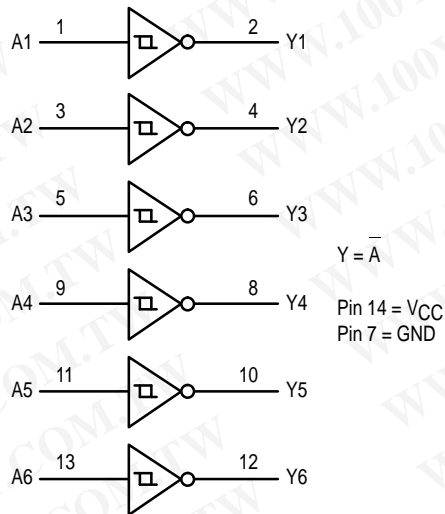 A1 1 2 Y1
A2 3 4 Y2
A3 5 6 Y3
A4 9 8 Y4
A5 11 10 Y5
A6 13 12 Y6
Y = A̅
Pin 14 = VCC
Pin 7 = GND